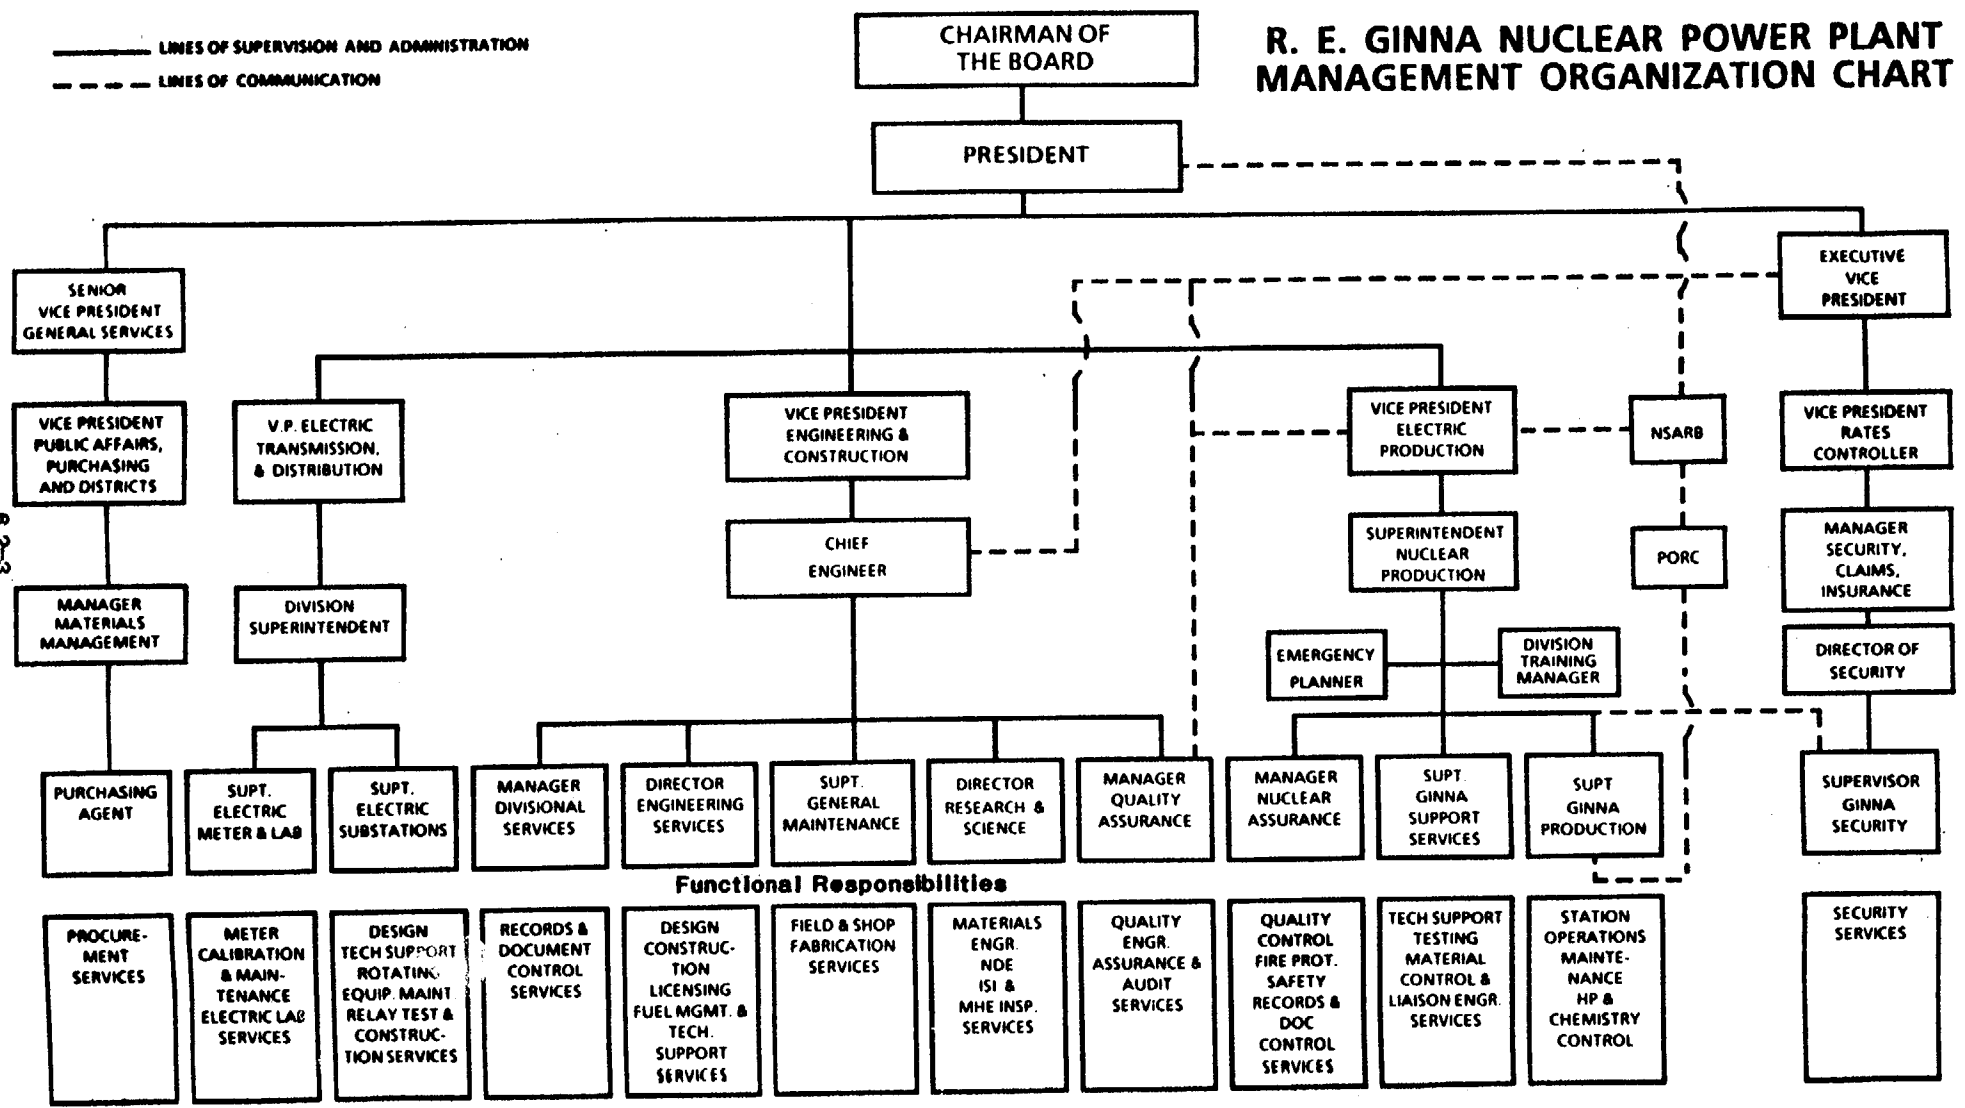 LINES OF SUPERVISION AND ADMINISTRATION
LINES OF COMMUNICATION
R. E. GINNA NUCLEAR POWER PLANT
MANAGEMENT ORGANIZATION CHART
CHAIRMAN OF
THE BOARD
PRESIDENT
SENIOR
VICE PRESIDENT
GENERAL SERVICES
EXECUTIVE
VICE
PRESIDENT
VICE PRESIDENT
PUBLIC AFFAIRS,
PURCHASING
AND DISTRICTS
V.P. ELECTRIC
TRANSMISSION,
& DISTRIBUTION
VICE PRESIDENT
ENGINEERING &
CONSTRUCTION
VICE PRESIDENT
ELECTRIC
PRODUCTION
NSARB
VICE PRESIDENT
RATES
CONTROLLER
CHIEF
ENGINEER
SUPERINTENDENT
NUCLEAR
PRODUCTION
PORC
MANAGER
SECURITY,
CLAIMS,
INSURANCE
MANAGER
MATERIALS
MANAGEMENT
DIVISION
SUPERINTENDENT
EMERGENCY
PLANNER
DIVISION
TRAINING
MANAGER
DIRECTOR OF
SECURITY
PURCHASING
AGENT
SUPT.
ELECTRIC
METER & LAB
SUPT.
ELECTRIC
SUBSTATIONS
MANAGER
DIVISIONAL
SERVICES
DIRECTOR
ENGINEERING
SERVICES
SUPT.
GENERAL
MAINTENANCE
DIRECTOR
RESEARCH &
SCIENCE
MANAGER
QUALITY
ASSURANCE
MANAGER
NUCLEAR
ASSURANCE
SUPT.
GINNA
SUPPORT
SERVICES
SUPT
GINNA
PRODUCTION
SUPERVISOR
GINNA
SECURITY
Functional Responsibilities
PROCURE-
MENT
SERVICES
METER
CALIBRATION
& MAIN-
TENANCE
ELECTRIC LAB
SERVICES
DESIGN
TECH SUPPORT
ROTATING
EQUIP. MAINT.
RELAY TEST &
CONSTRUC-
TION SERVICES
RECORDS &
DOCUMENT
CONTROL
SERVICES
DESIGN
CONSTRUC-
TION
LICENSING
FUEL MGMT. &
TECH.
SUPPORT
SERVICES
FIELD & SHOP
FABRICATION
SERVICES
MATERIALS
ENGR.
NDE
ISI &
MHE INSP.
SERVICES
QUALITY
ENGR.
ASSURANCE &
AUDIT
SERVICES
QUALITY
CONTROL
FIRE PROT.
SAFETY
RECORDS &
DOC
CONTROL
SERVICES
TECH SUPPORT
TESTING
MATERIAL
CONTROL &
LIAISON ENGR.
SERVICES
STATION
OPERATIONS
MAINTE-
NANCE
HP &
CHEMISTRY
CONTROL
SECURITY
SERVICES